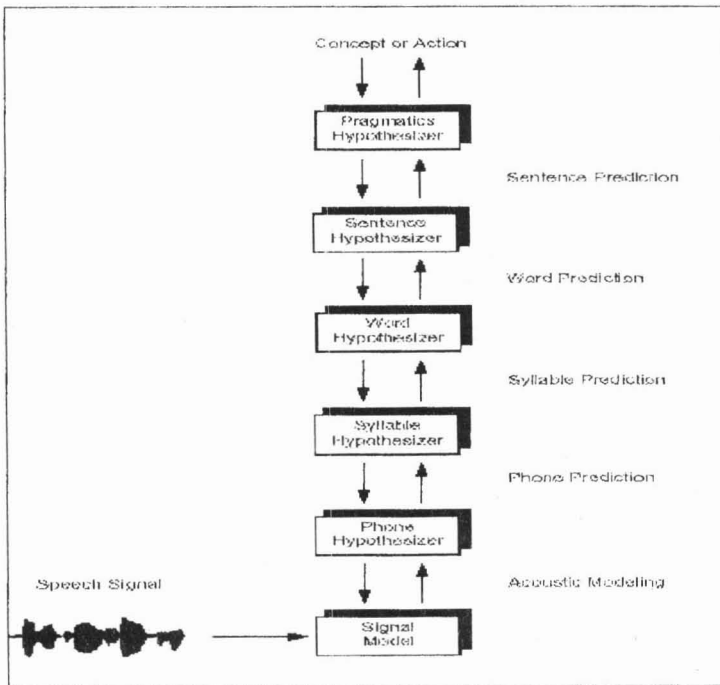 Concept or Action
Pragmatics
Hypothesizer
Sentence Prediction
Sentence
Hypothesizer
Word Prediction
Word
Hypothesizer
Syllable Prediction
Syllable
Hypothesizer
Phone Prediction
Phone
Hypothesizer
Speech Signal
Acoustic Modeling
Signal
Model